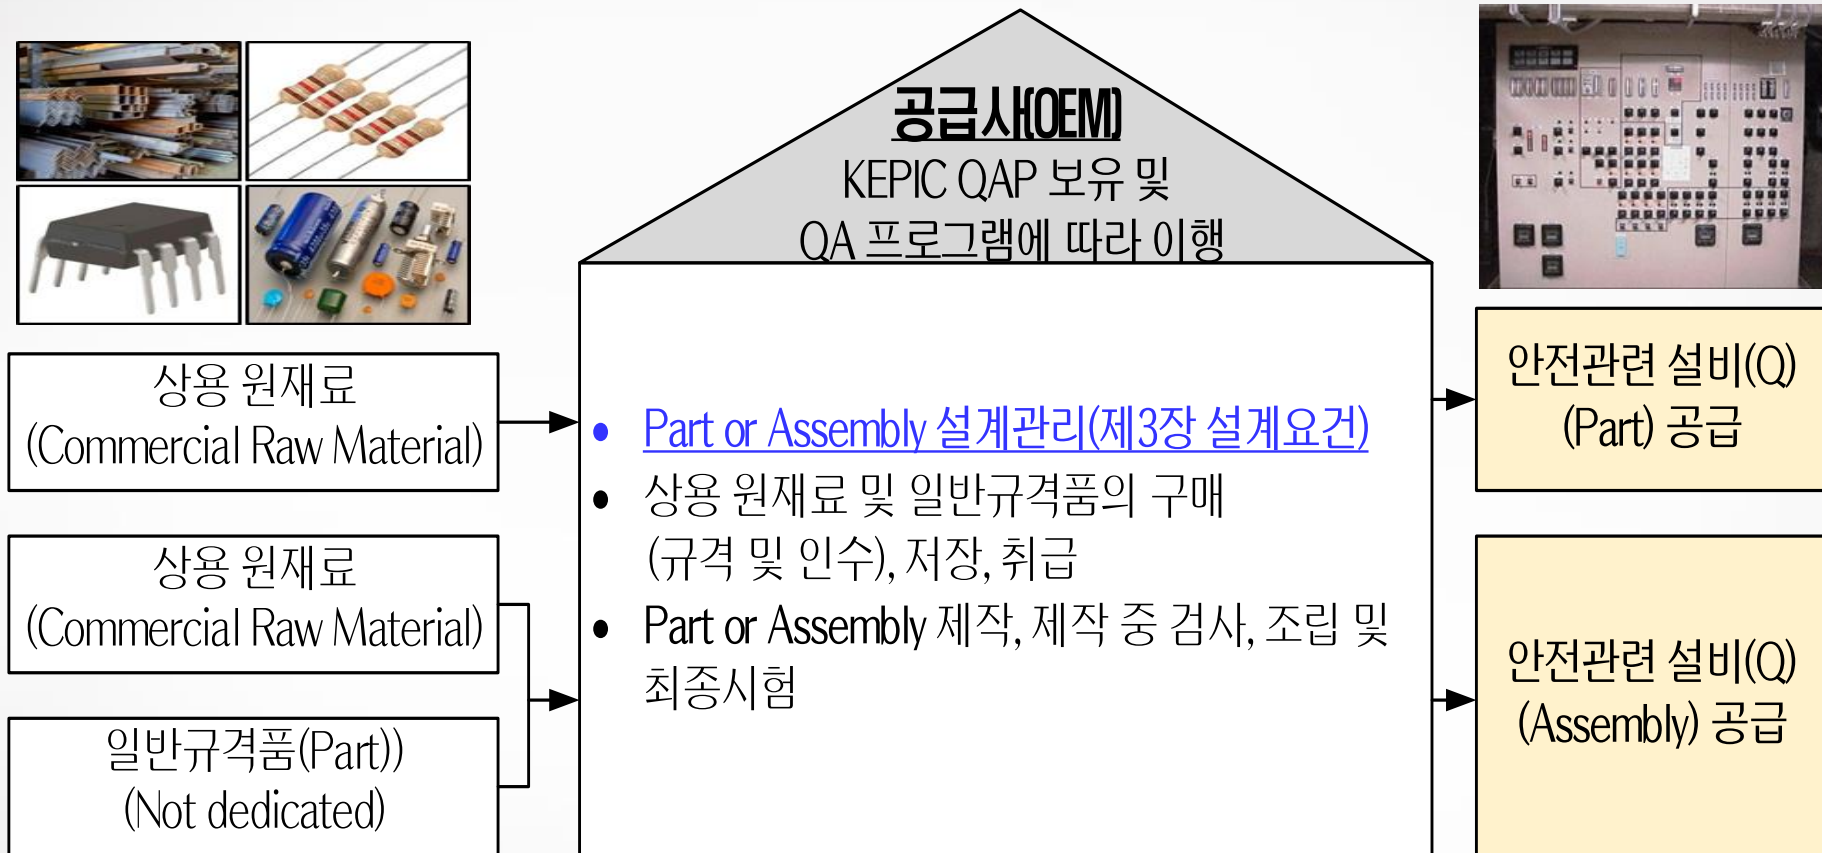 공급사(OEM)
KEPIC QAP 보유 및
QA 프로그램에 따라 이행
상용 원재료
(Commercial Raw Material)
상용 원재료
(Commercial Raw Material)
일반규격품(Part))
(Not dedicated)
• Part or Assembly 설계관리(제3장 설계요건)
• 상용 원재료 및 일반규격품의 구매
(규격 및 인수), 저장, 취급
• Part or Assembly 제작, 제작 중 검사, 조립 및
최종시험
안전관련 설비(Q)
(Part) 공급
안전관련 설비(Q)
(Assembly) 공급